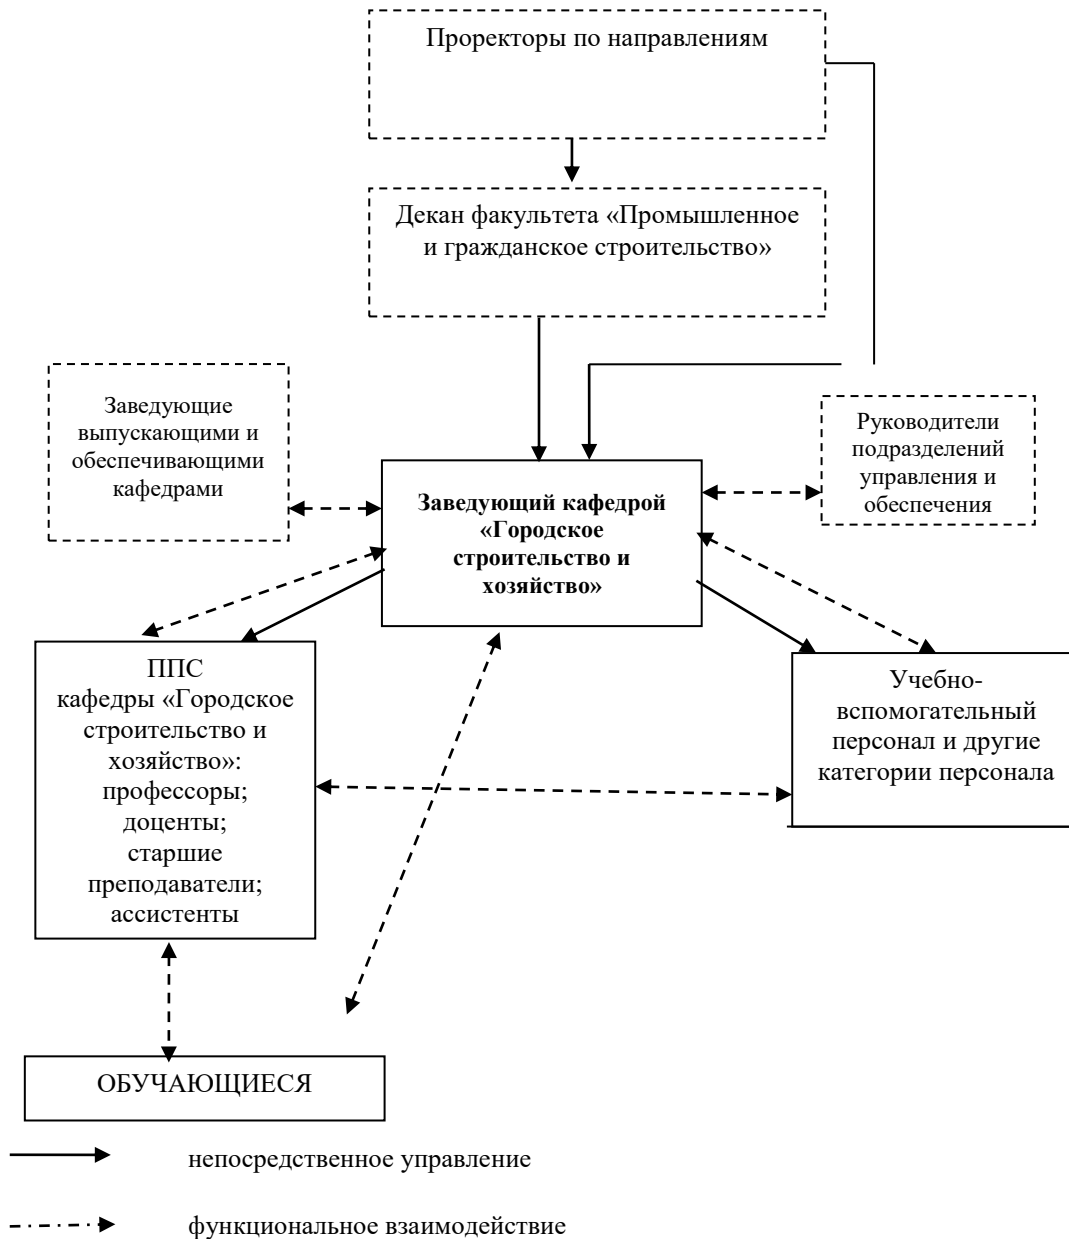 Проректоры по направлениям
Декан факультета «Промышленное
и гражданское строительство»
Заведующие
выпускающими и
обеспечивающими
кафедрами
Руководители
подразделений
управления и
обеспечения
Заведующий кафедрой
«Городское
строительство и
хозяйство»
ППС
кафедры «Городское
строительство и
хозяйство»:
профессоры;
доценты;
старшие
преподаватели;
ассистенты
Учебно-
вспомогательный
персонал и другие
категории персонала
ОБУЧАЮЩИЕСЯ
непосредственное управление
функциональное взаимодействие